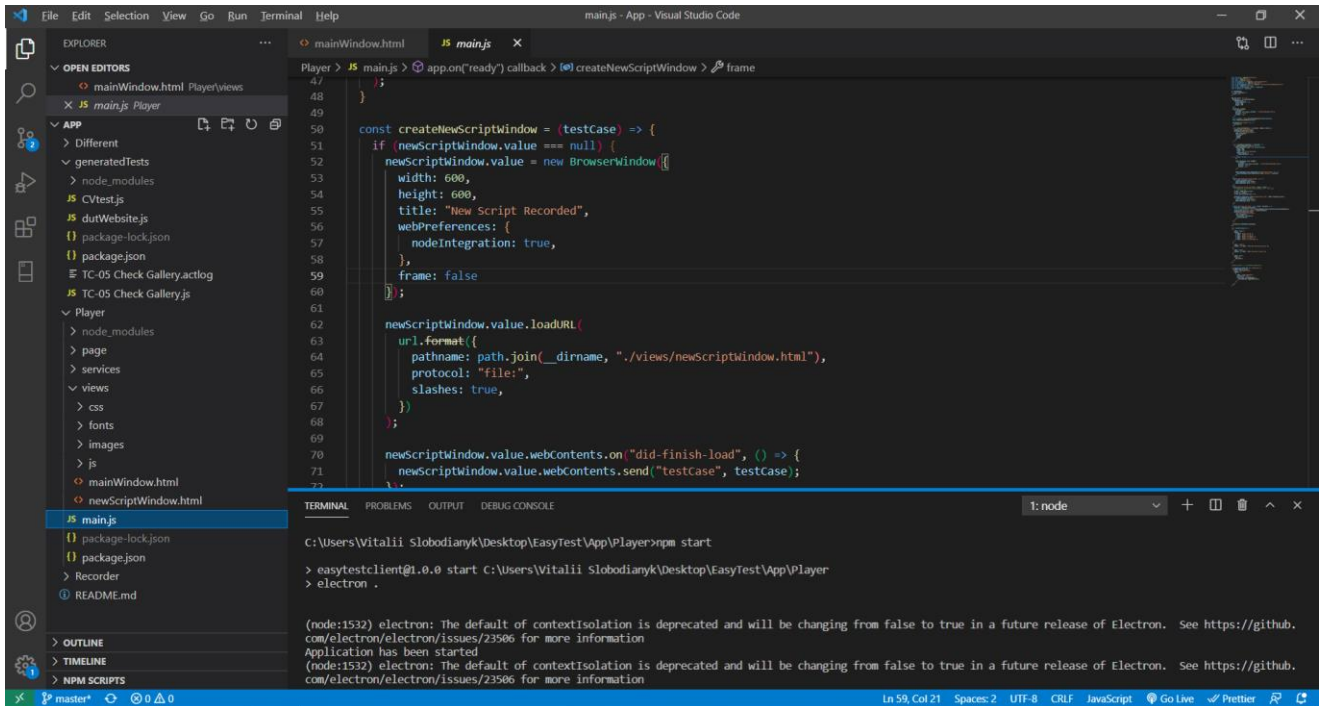 File Edit Selection View Go Run Terminal Help
main.js - App - Visual Studio Code
EXPLORER
OPEN EDITORS
mainWindow.html Player\views
JS main.js Player
APP
Different
generatedTests
node_modules
JS CVtest.js
JS dutWebsite.js
{} package-lock.json
{} package.json
TC-05 Check Gallery.actlog
JS TC-05 Check Gallery.js
Player
node_modules
page
services
views
css
fonts
images
js
mainWindow.html
newScriptWindow.html
JS main.js
{} package-lock.json
{} package.json
Recorder
README.md
OUTLINE
TIMELINE
NPM SCRIPTS
2
1
mainWindow.html JS main.js
Player > JS main.js > app.on("ready") callback > createNewScriptWindow > frame
47 );
48 }
49
50 const createNewScriptWindow = (testCase) => {
51 if (newScriptWindow.value === null) {
52 newScriptWindow.value = new BrowserWindow({
53 width: 600,
54 height: 600,
55 title: "New Script Recorded",
56 webPreferences: {
57 nodeIntegration: true,
58 },
59 frame: false
60 });
61
62 newScriptWindow.value.loadURL(
63 url.format({
64 pathname: path.join(__dirname, "./views/newScriptWindow.html"),
65 protocol: "file:",
66 slashes: true,
67 })
68 );
69
70 newScriptWindow.value.webContents.on("did-finish-load", () => {
71 newScriptWindow.value.webContents.send("testCase", testCase);
72 });
TERMINAL PROBLEMS OUTPUT DEBUG CONSOLE
1: node
C:\Users\Vitalii Slobodianyk\Desktop\EasyTest\App\Player>npm start
> easytestclient@1.0.0 start C:\Users\Vitalii Slobodianyk\Desktop\EasyTest\App\Player
> electron .
(node:1532) electron: The default of contextIsolation is deprecated and will be changing from false to true in a future release of Electron. See https://github.
com/electron/electron/issues/23506 for more information
Application has been started
(node:1532) electron: The default of contextIsolation is deprecated and will be changing from false to true in a future release of Electron. See https://github.
com/electron/electron/issues/23506 for more information
master* 0 0 Ln 59, Col 21 Spaces: 2 UTF-8 CRLF JavaScript Go Live Prettier